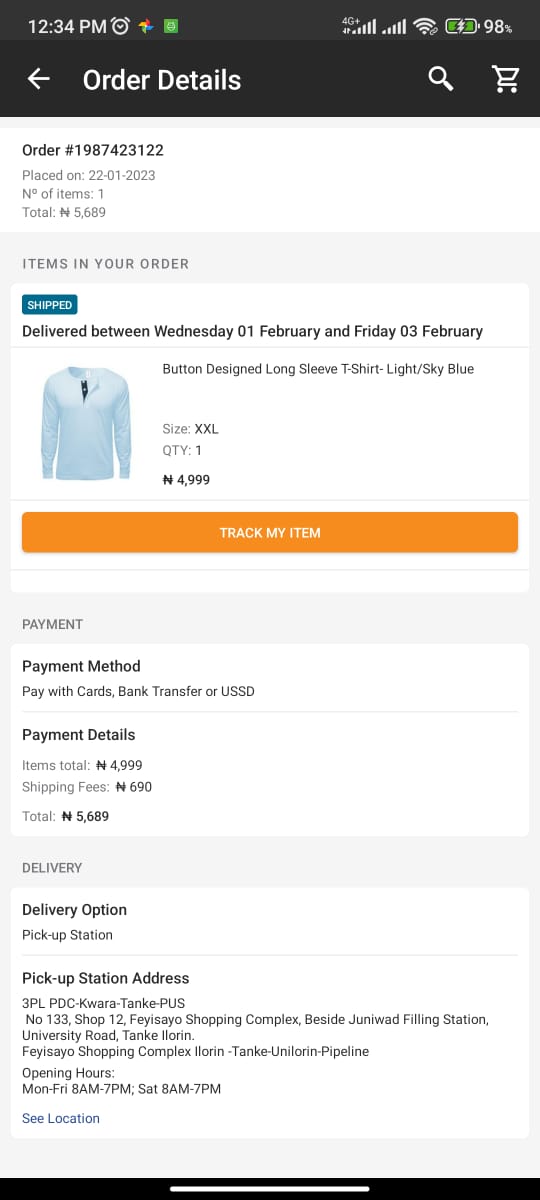 12:34 PM
4G+
98%
Order Details
Order #1987423122
Placed on: 22-01-2023
Nº of items: 1
Total: ₦ 5,689
ITEMS IN YOUR ORDER
SHIPPED
Delivered between Wednesday 01 February and Friday 03 February
Button Designed Long Sleeve T-Shirt- Light/Sky Blue
Size: XXL
QTY: 1
₦ 4,999
TRACK MY ITEM
PAYMENT
Payment Method
Pay with Cards, Bank Transfer or USSD
Payment Details
Items total: ₦ 4,999
Shipping Fees: ₦ 690
Total: ₦ 5,689
DELIVERY
Delivery Option
Pick-up Station
Pick-up Station Address
3PL PDC-Kwara-Tanke-PUS
No 133, Shop 12, Feyisayo Shopping Complex, Beside Juniwad Filling Station,
University Road, Tanke Ilorin.
Feyisayo Shopping Complex Ilorin -Tanke-Unilorin-Pipeline
Opening Hours:
Mon-Fri 8AM-7PM; Sat 8AM-7PM
See Location